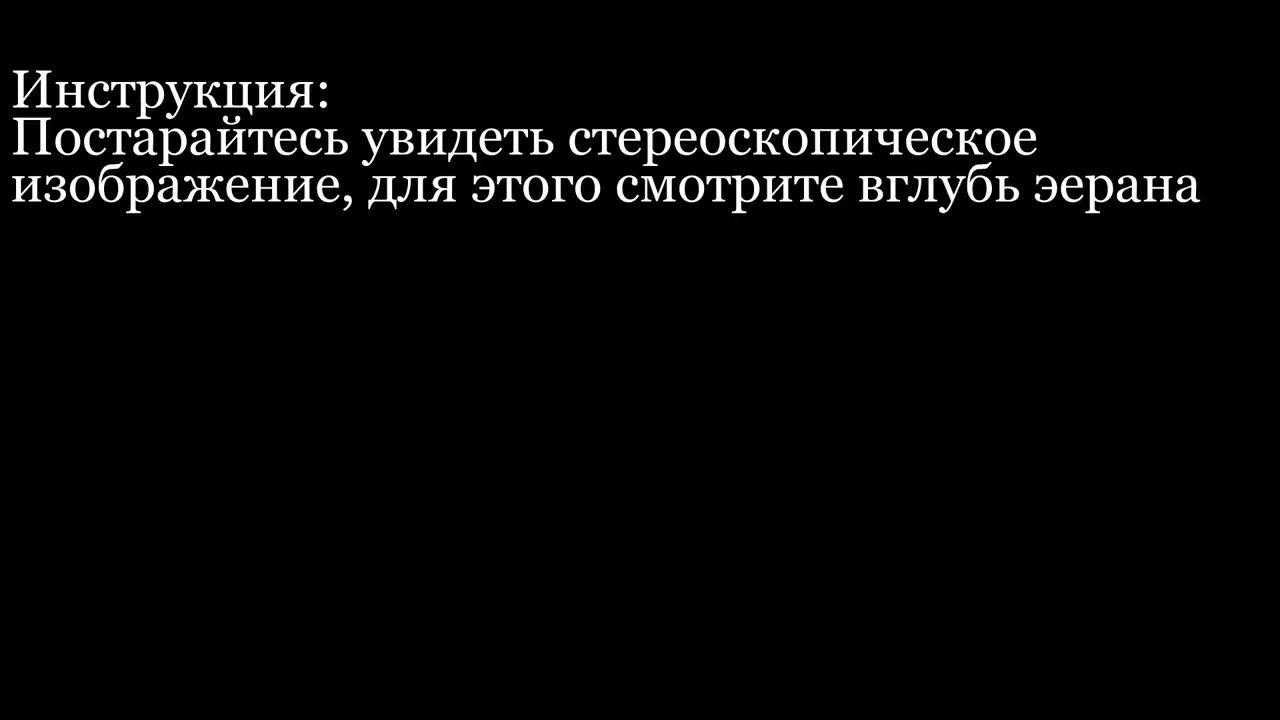 Инструкция:
Постарайтесь увидеть стереоскопическое
изображение, для этого смотрите вглубь эерана